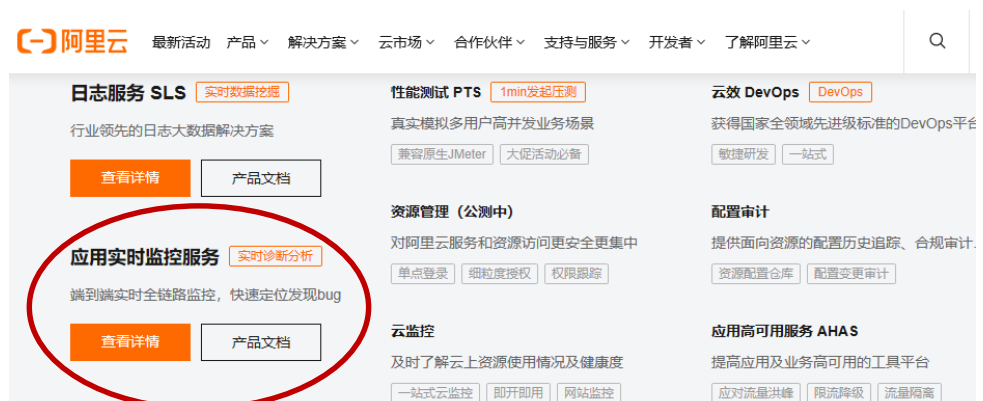 阿里云
最新活动 产品 解决方案 云市场 合作伙伴 支持与服务 开发者 了解阿里云
日志服务 SLS 实时数据挖掘
行业领先的日志大数据解决方案
查看详情 产品文档
应用实时监控服务 实时诊断分析
端到端实时全链路监控，快速定位发现bug
查看详情 产品文档
性能测试 PTS 1min发起压测
真实模拟多用户高并发业务场景
兼容原生JMeter 大促活动必备
资源管理（公测中）
对阿里云服务和资源访问更安全更集中
单点登录 细粒度授权 权限跟踪
云监控
及时了解云上资源使用情况及健康度
一站式云监控 即开即用 网站监控
云效 DevOps DevOps
获得国家全领域先进级标准的DevOps平台
敏捷研发 一站式
配置审计
提供面向资源的配置历史追踪、合规审计
资源配置合库 配置变更审计
应用高可用服务 AHAS
提高应用及业务高可用的工具平台
应对流量洪峰 限流降级 流量隔离